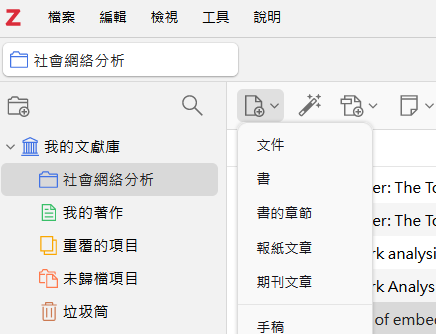 Z 檔案 編輯 檢視 工具 說明
社會網絡分析
我的文獻庫
社會網絡分析
我的著作
重覆的項目
未歸檔項目
垃圾筒
文件
書
書的章節
報紙文章
期刊文章
手稿
er: The To
er: The To
rk analysi
rk Analys
of embed